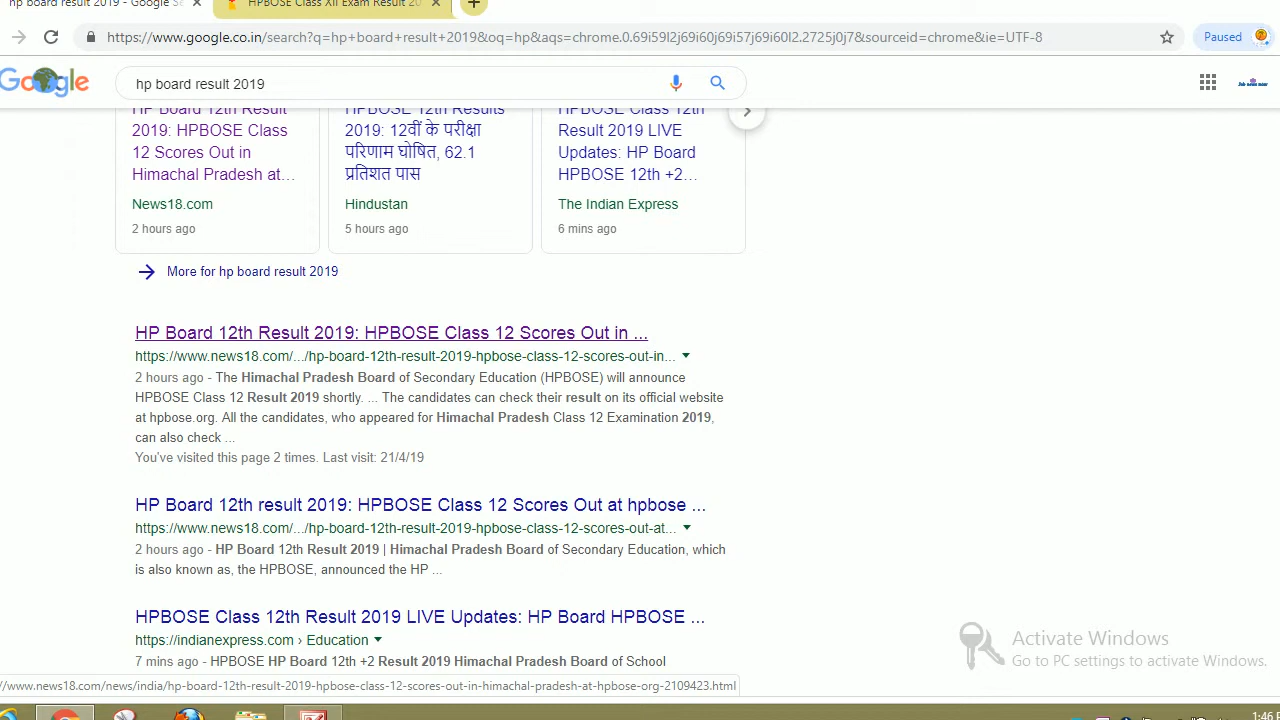 hp board result 2019 - Google Se
HPBOSE Class XII Exam Result 20
https://www.google.co.in/search?q=hp+board+result+2019&oq=hp&aqs=chrome.0.69i59l2j69i60j69i57j69i60l2.2725j0j7&sourceid=chrome&ie=UTF-8
Paused
Google
hp board result 2019
HP Board 12th Result
2019: HPBOSE Class
12 Scores Out in
Himachal Pradesh at...
News18.com
2 hours ago
HPBOSE 12th Results
2019: 12वीं के परीक्षा
परिणाम घोषित, 62.1
प्रतिशत पास
Hindustan
5 hours ago
HPBOSE Class 12th
Result 2019 LIVE
Updates: HP Board
HPBOSE 12th +2...
The Indian Express
6 mins ago
More for hp board result 2019
HP Board 12th Result 2019: HPBOSE Class 12 Scores Out in ...
https://www.news18.com/.../hp-board-12th-result-2019-hpbose-class-12-scores-out-in...
2 hours ago - The Himachal Pradesh Board of Secondary Education (HPBOSE) will announce
HPBOSE Class 12 Result 2019 shortly. ... The candidates can check their result on its official website
at hpbose.org. All the candidates, who appeared for Himachal Pradesh Class 12 Examination 2019,
can also check ...
You've visited this page 2 times. Last visit: 21/4/19
HP Board 12th result 2019: HPBOSE Class 12 Scores Out at hpbose ...
https://www.news18.com/.../hp-board-12th-result-2019-hpbose-class-12-scores-out-at...
2 hours ago - HP Board 12th Result 2019 | Himachal Pradesh Board of Secondary Education, which
is also known as, the HPBOSE, announced the HP ...
HPBOSE Class 12th Result 2019 LIVE Updates: HP Board HPBOSE ...
https://indianexpress.com › Education
7 mins ago - HPBOSE HP Board 12th +2 Result 2019 Himachal Pradesh Board of School
Activate Windows
Go to PC settings to activate Windows.
//www.news18.com/news/india/hp-board-12th-result-2019-hpbose-class-12-scores-out-in-himachal-pradesh-at-hpbose-org-2109423.html
1:46